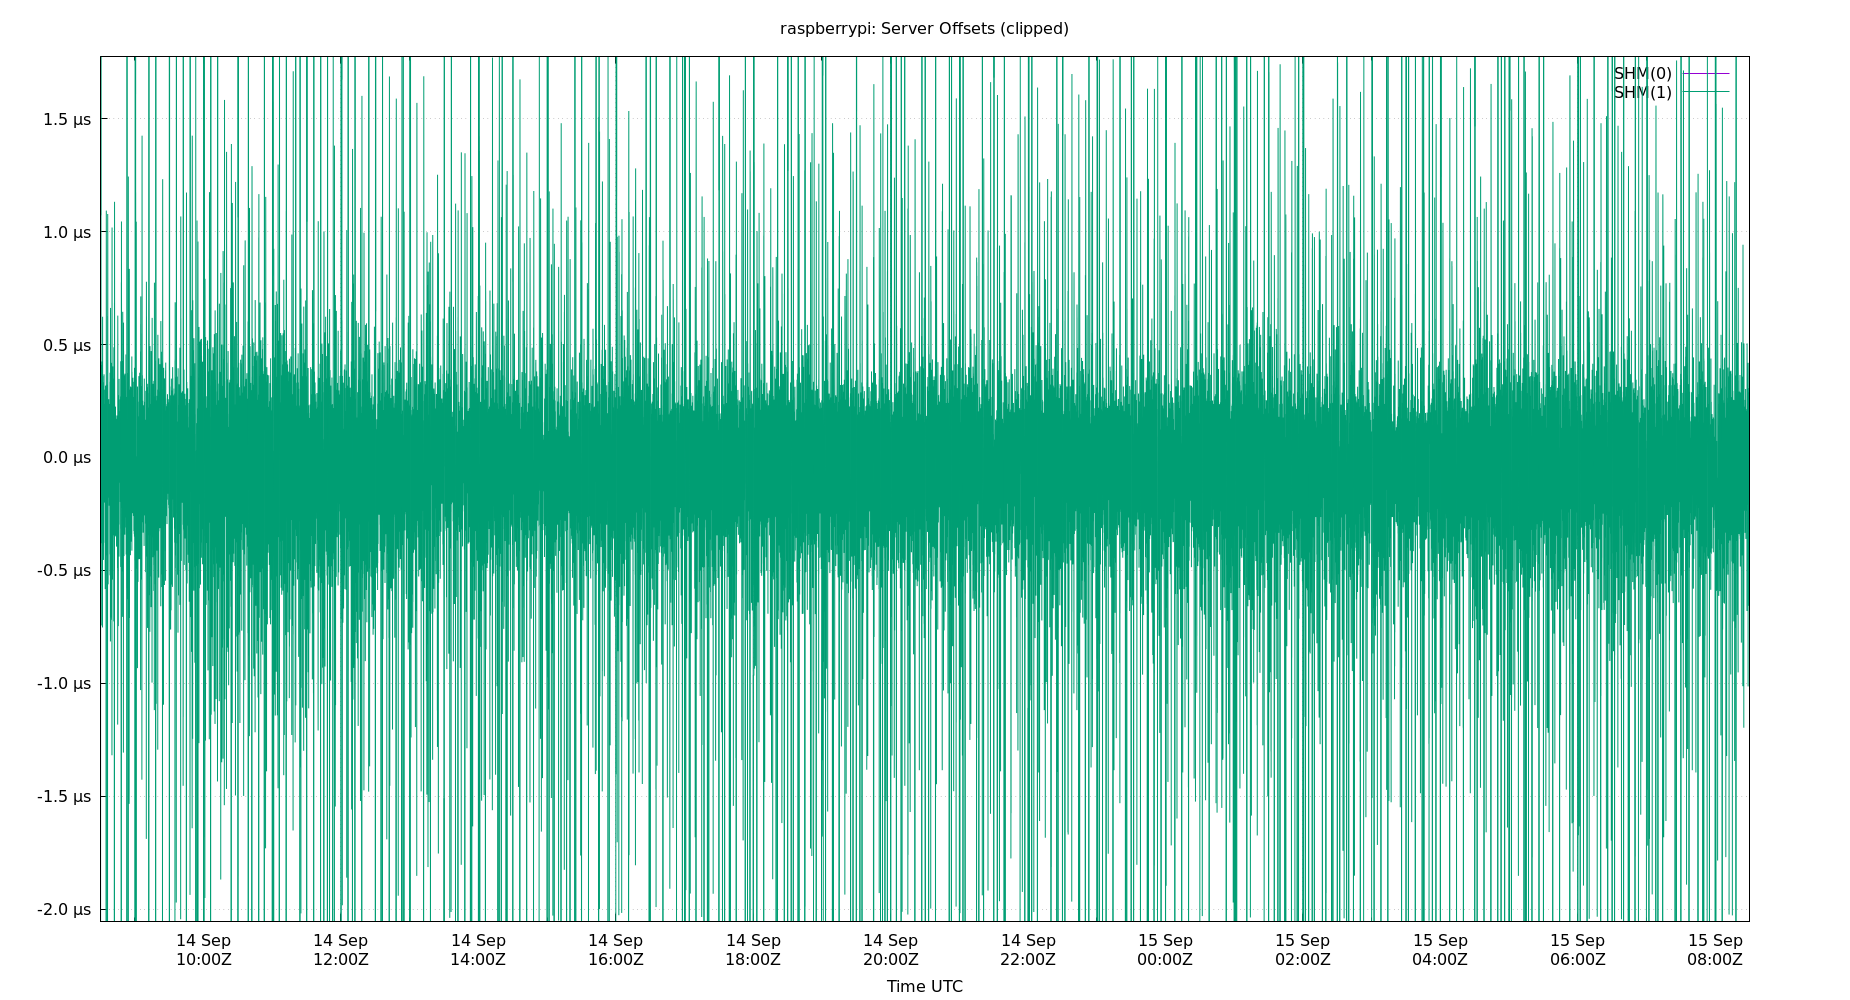 raspberrypi: Server Offsets (clipped)
SHM(0)
SHM(1)
1.5 µs
1.0 µs
0.5 µs
0.0 µs
-0.5 µs
-1.0 µs
-1.5 µs
-2.0 µs
14 Sep 14 Sep 14 Sep 14 Sep 14 Sep 14 Sep 14 Sep 15 Sep 15 Sep 15 Sep 15 Sep 15 Sep
10:00Z 12:00Z 14:00Z 16:00Z 18:00Z 20:00Z 22:00Z 00:00Z 02:00Z 04:00Z 06:00Z 08:00Z
Time UTC